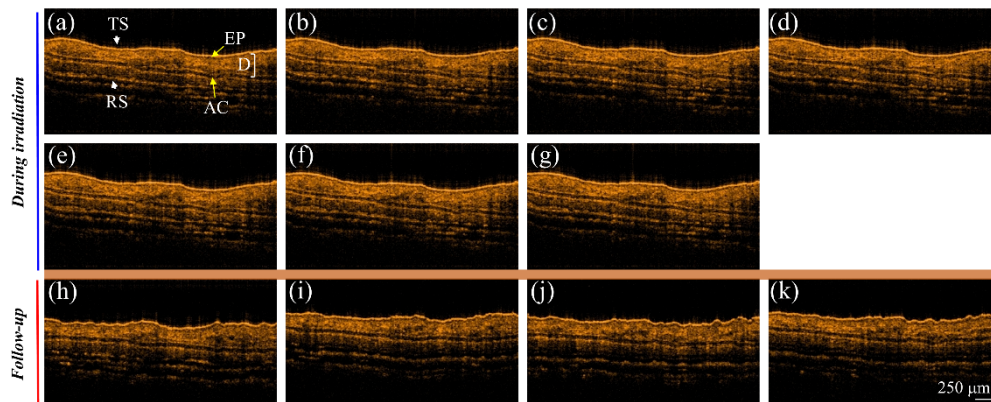 During irradiation
(a)
TS
EP
D
RS
AC
(b)
(c)
(d)
(e)
(f)
(g)
Follow-up
(h)
(i)
(j)
(k)
250 μm